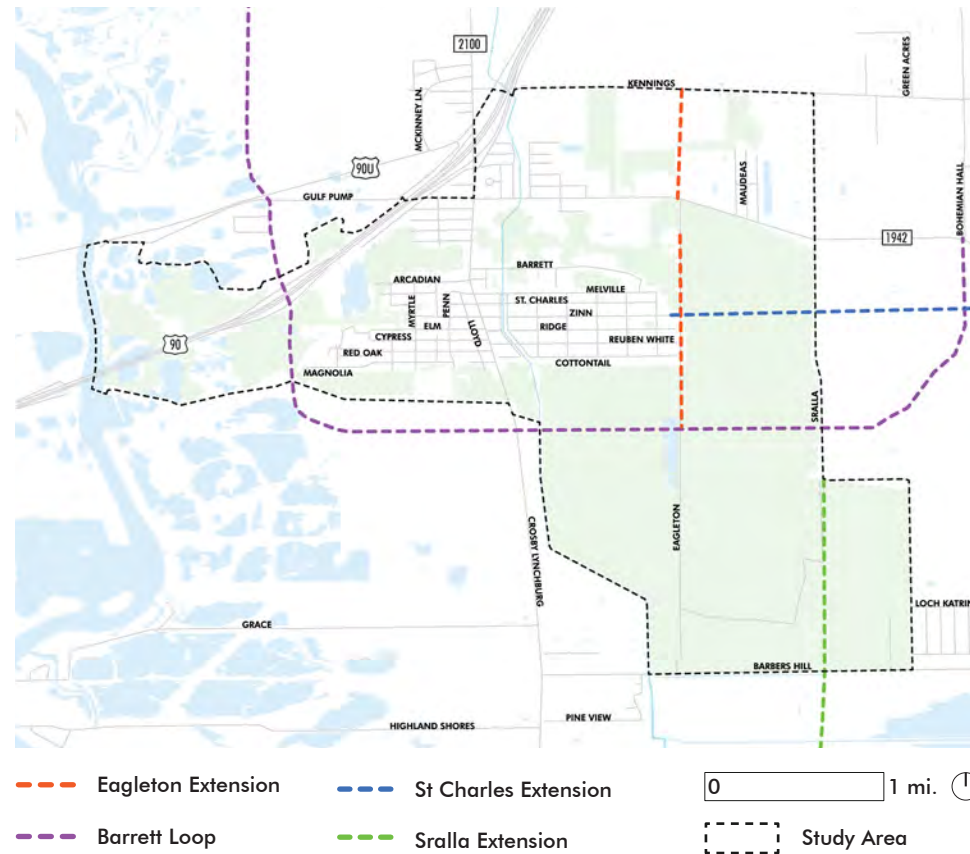 2100
KENNINGS
GREEN ACRES
MCKINNEY LN.
90U
GULF PUMP
MAUDEAS
BOHEMIAN HALL
1942
BARRETT
ARCADIAN
MELVILLE
ST. CHARLES
MYRTLE
PENN
ZINN
ELM
LLOYD
RIDGE
CYPRESS
REUBEN WHITE
90
RED OAK
COTTONTAIL
MAGNOLIA
SRALLA
EAGLETON
CROSBY LYNCHBURG
LOCH KATRIN
GRACE
BARBERS HILL
PINE VIEW
HIGHLAND SHORES
Eagleton Extension
St Charles Extension
0
1 mi.
Barrett Loop
Sralla Extension
Study Area